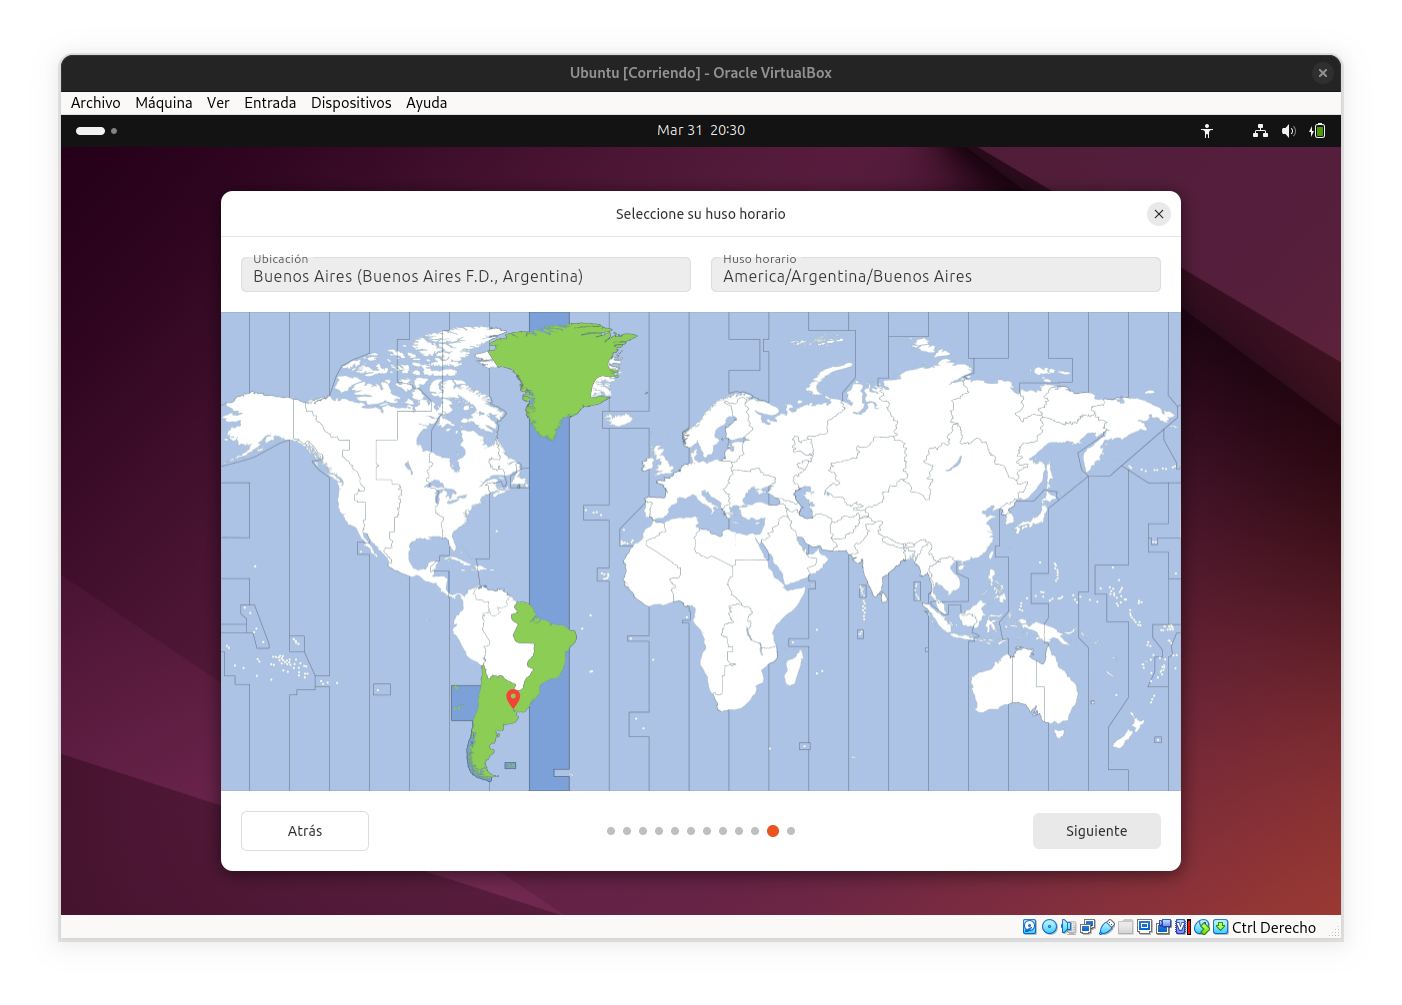 Ubuntu [Corriendo] - Oracle VirtualBox
Archivo Máquina Ver Entrada Dispositivos Ayuda
Mar 31 20:30
Seleccione su huso horario
Ubicación
Buenos Aires (Buenos Aires F.D., Argentina)
Huso horario
America/Argentina/Buenos Aires
Atrás
Siguiente
Ctrl Derecho